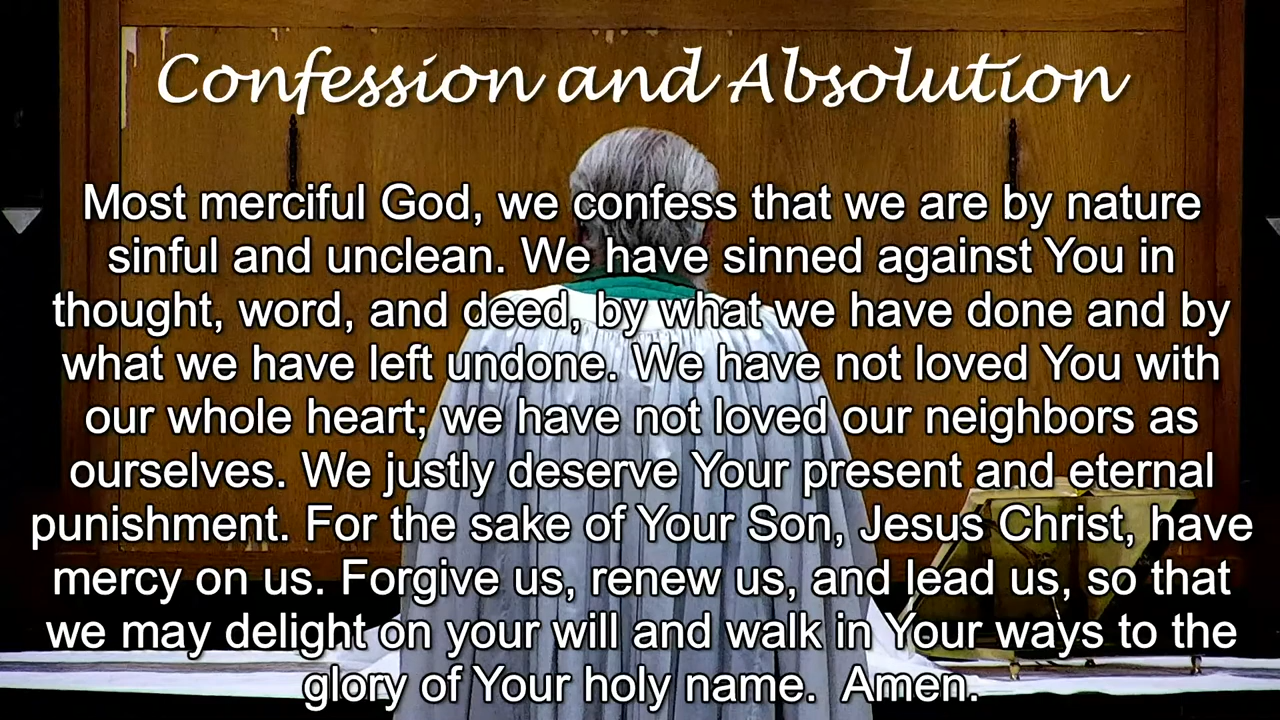 Confession and Absolution
Most merciful God, we confess that we are by nature
sinful and unclean. We have sinned against You in
thought, word, and deed, by what we have done and by
what we have left undone. We have not loved You with
our whole heart; we have not loved our neighbors as
ourselves. We justly deserve Your present and eternal
punishment. For the sake of Your Son, Jesus Christ, have
mercy on us. Forgive us, renew us, and lead us, so that
we may delight on your will and walk in Your ways to the
glory of Your holy name.  Amen.